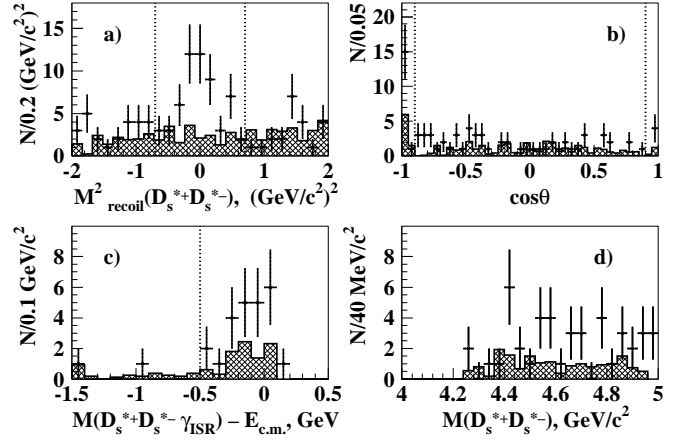 N/0.2 (GeV/c²)²
15
10
5
0
a)
-2 -1 0 1 2
M² recoil(Dₛ*⁺Dₛ*⁻), (GeV/c²)²
N/0.05
20
15
10
5
0
b)
-1 -0.5 0 0.5 1
cosθ
N/0.1 GeV/c²
8
6
4
2
0
c)
-1.5 -1 -0.5 0 0.5
M(Dₛ*⁺Dₛ*⁻ γISR) – Ec.m., GeV
N/40 MeV/c²
8
6
4
2
0
d)
4 4.2 4.4 4.6 4.8 5
M(Dₛ*⁺Dₛ*⁻), GeV/c²